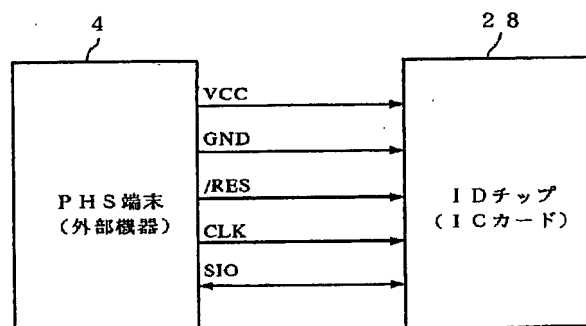 4
28
VCC
GND
/RES
CLK
SIO
PHS端末
(外部機器)
IDチップ
(ICカード)